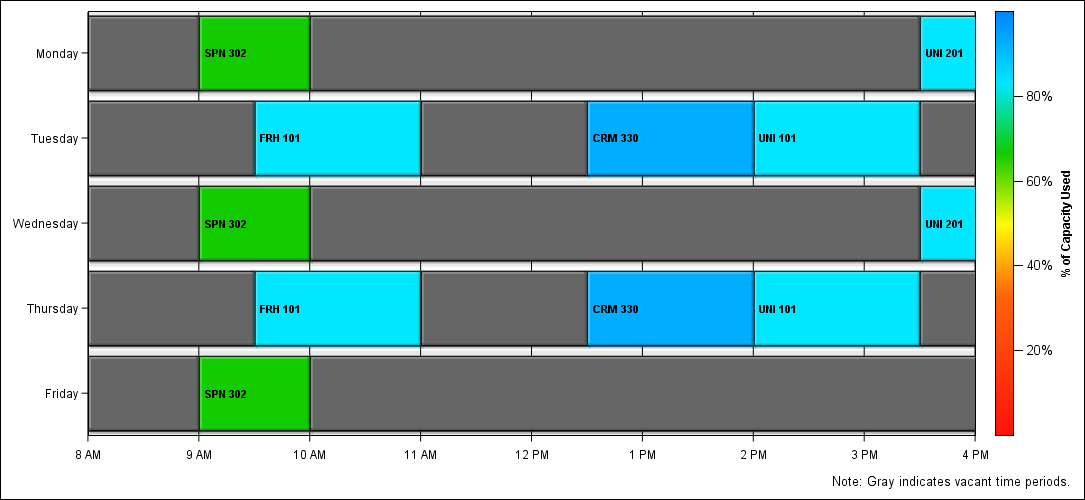 Monday
SPN 302
UNI 201
Tuesday
FRH 101
CRM 330
UNI 101
Wednesday
SPN 302
UNI 201
Thursday
FRH 101
CRM 330
UNI 101
Friday
SPN 302
8 AM
9 AM
10 AM
11 AM
12 PM
1 PM
2 PM
3 PM
4 PM
80%
60%
40%
20%
% of Capacity Used
Note: Gray indicates vacant time periods.